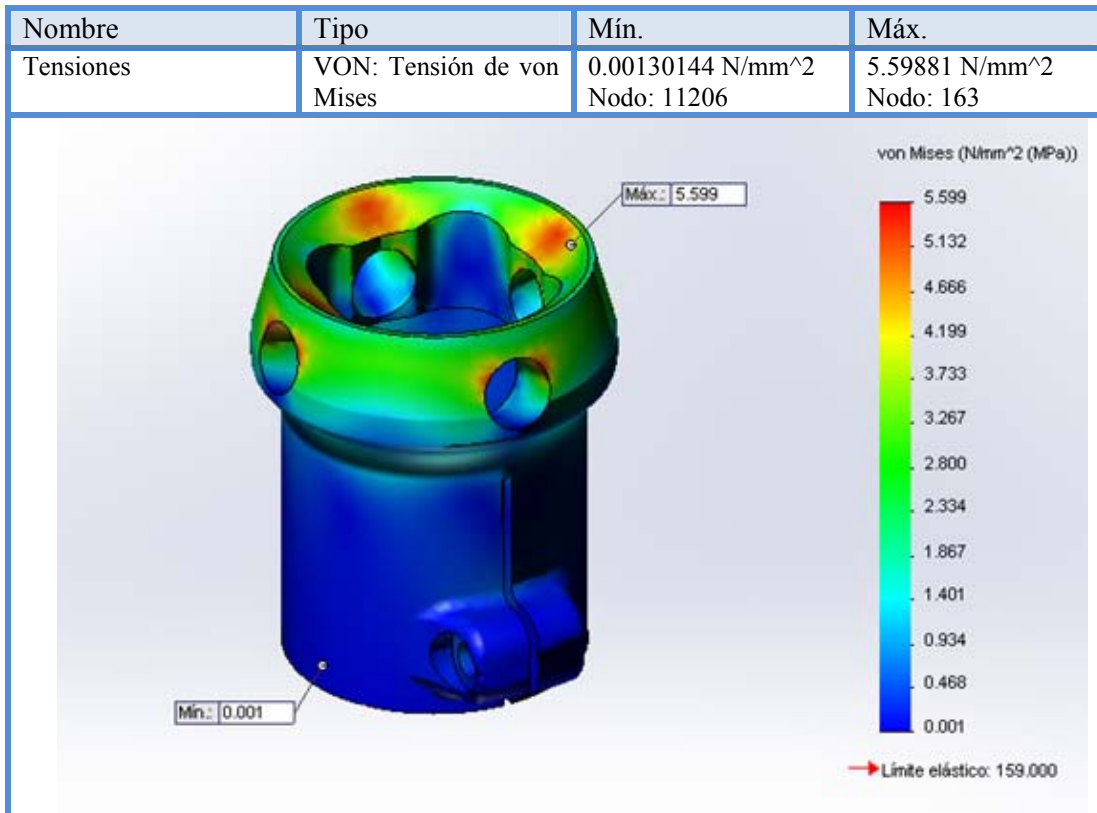 Nombre Tipo Mín. Máx.
Tensiones VON: Tensión de von Mises 0.00130144 N/mm^2 Nodo: 11206 5.59881 N/mm^2 Nodo: 163
von Mises (N/mm^2 (MPa))
Máx.: 5.599
5.599
5.132
4.666
4.199
3.733
3.267
2.800
2.334
1.867
1.401
0.934
0.468
0.001
Mín.: 0.001
Límite elástico: 159.000